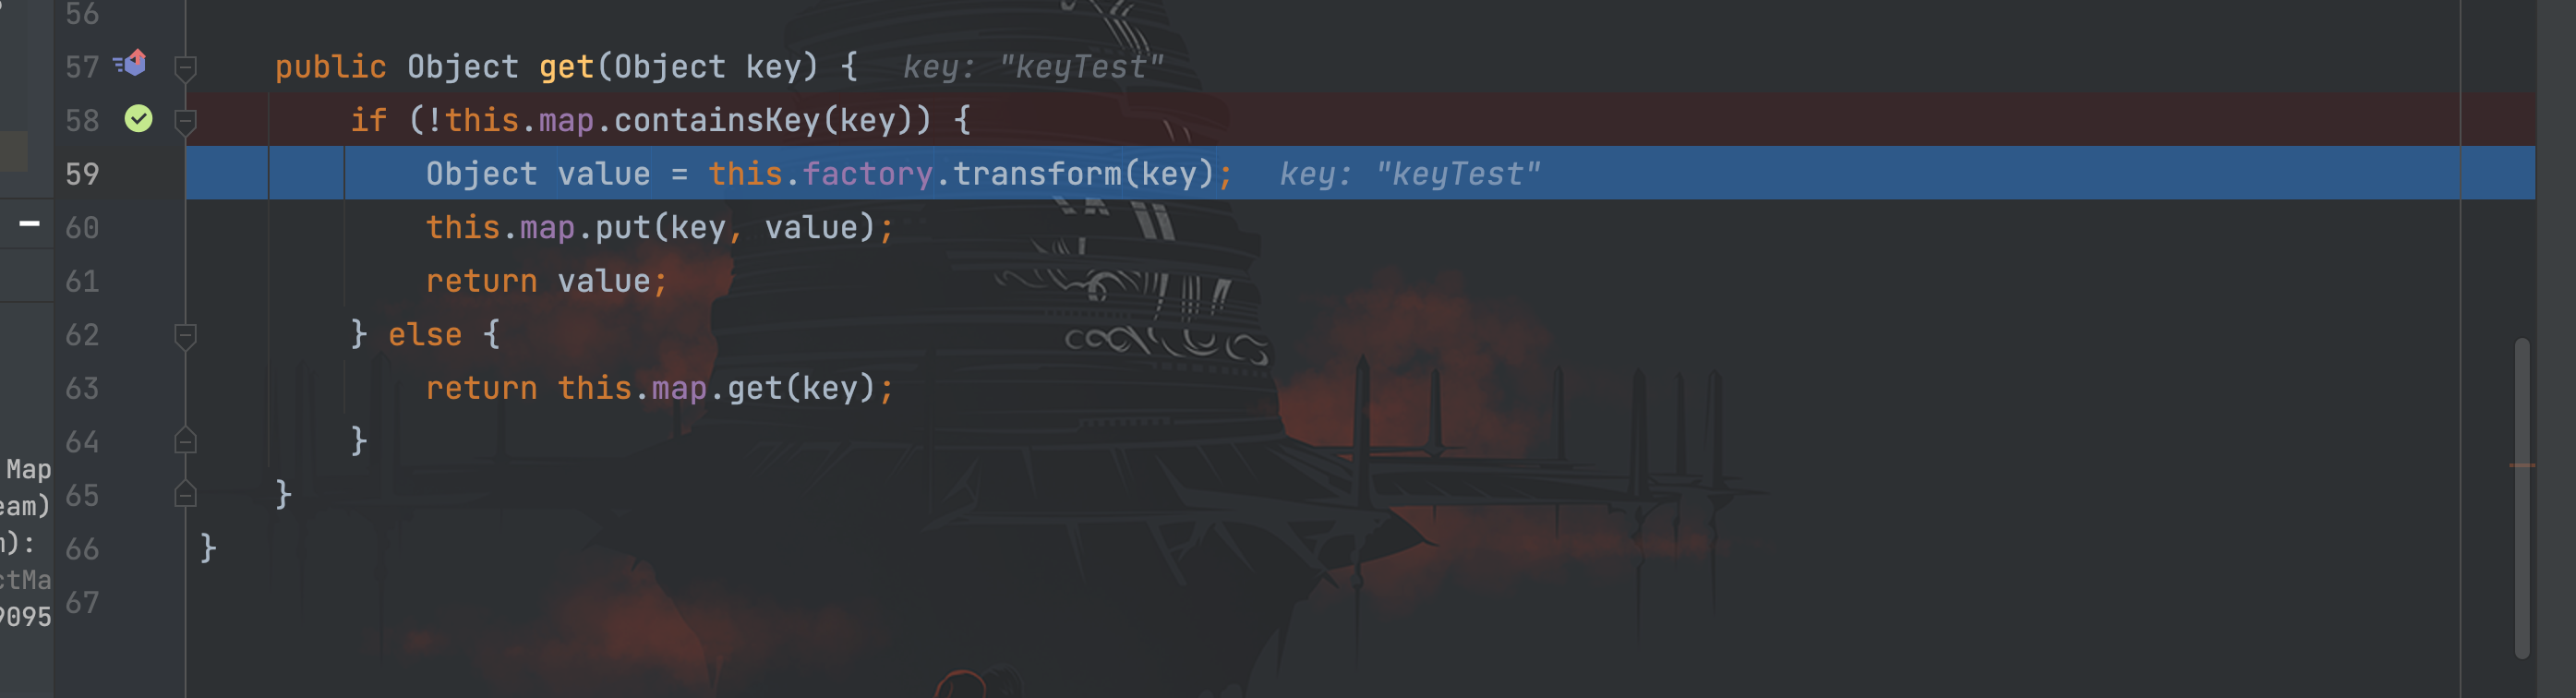 56
57 public Object get(Object key) { key: "keyTest"
58 if (!this.map.containsKey(key)) {
59 Object value = this.factory.transform(key); key: "keyTest"
60 this.map.put(key, value);
61 return value;
62 } else {
63 return this.map.get(key);
64 }
65 }
66 }
67
Map
eam)
):
ctMa
9095